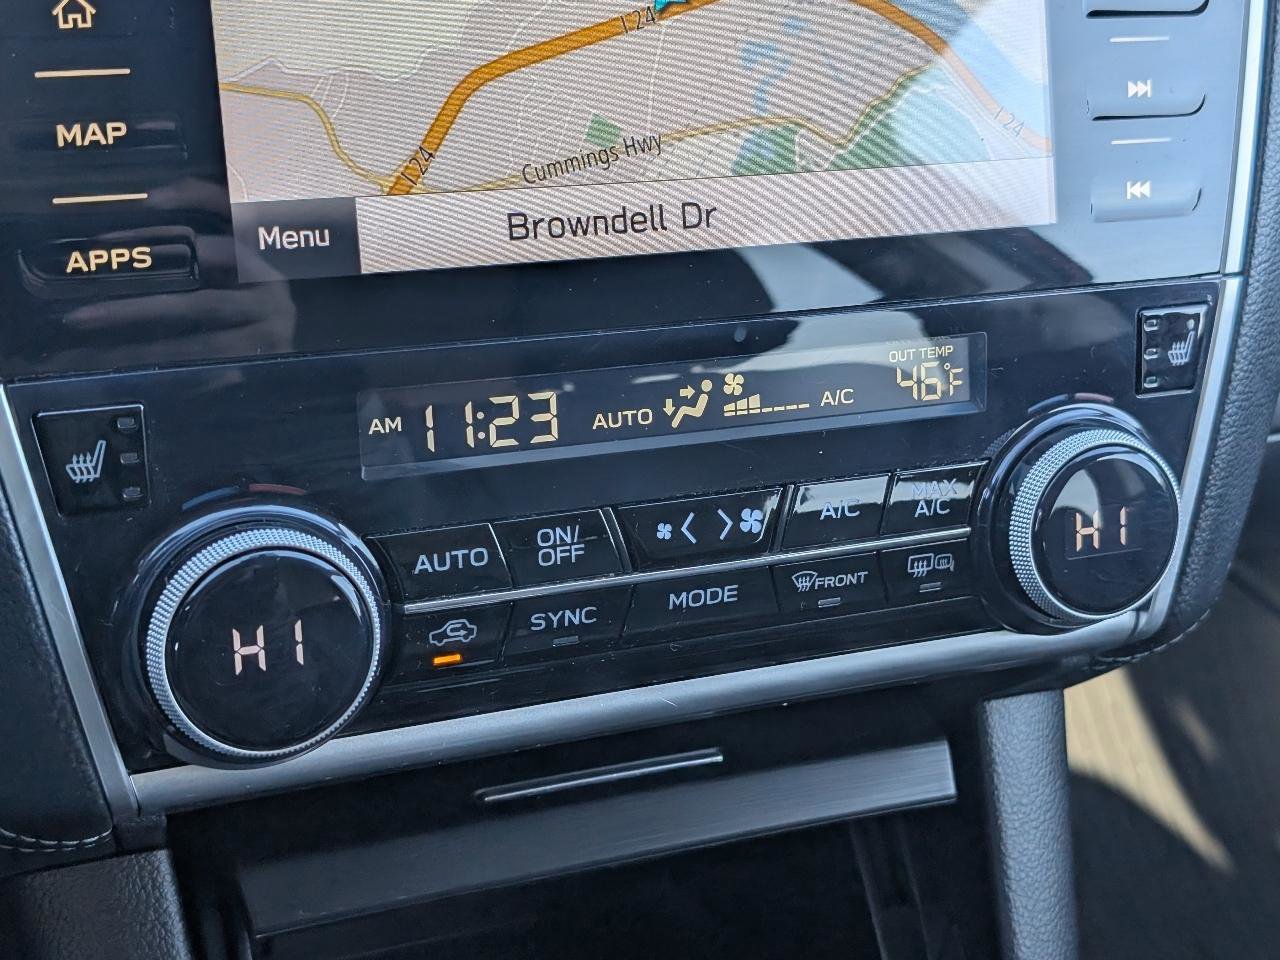 I 24
MAP
I 24
I 24
Cummings Hwy
Menu
Browndell Dr
APPS
OUT TEMP
AM 11:23 AUTO A/C 46°F
AUTO
ON/
OFF
A/C
MAX
A/C
HI
SYNC
MODE
FRONT
HI